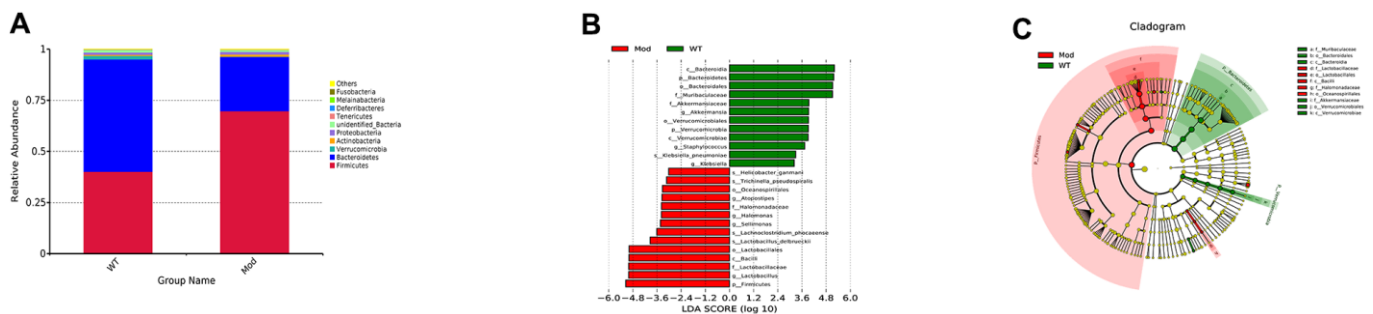 A
Relative Abundance
1
0.75
0.5
0.25
0
WT
Mod
Group Name
Others
Fusobacteria
Melainabacteria
Deferribacteres
Tenericutes
unidentified_Bacteria
Proteobacteria
Actinobacteria
Verrucomicrobia
Bacteroidetes
Firmicutes
B
Mod WT
c__Bacteroidia
p__Bacteroidetes
o__Bacteroidales
f__Muribaculaceae
f__Akkermansiaceae
g__Akkermansia
o__Verrucomicrobiales
p__Verrucomicrobia
c__Verrucomicrobiae
g__Staphylococcus
s__Klebsiella_pneumoniae
g__Klebsiella
s__Helicobacter_ganmani
s__Trichinella_pseudospiralis
o__Oceanospirillales
g__Atopostipes
f__Halomonadaceae
g__Halomonas
g__Sellimonas
s__Lachnoclostridium_phocaeense
s__Lactobacillus_delbrueckii
o__Lactobacillales
c__Bacilli
f__Lactobacillaceae
g__Lactobacillus
p__Firmicutes
−6.0 −4.8 −3.6 −2.4 −1.2 0.0 1.2 2.4 3.6 4.8 6.0
LDA SCORE (log 10)
C
Cladogram
Mod
WT
a: f__Muribaculaceae
b: o__Bacteroidales
c: c__Bacteroidia
d: f__Lactobacillaceae
e: o__Lactobacillales
f: c__Bacilli
g: f__Halomonadaceae
h: o__Oceanospirillales
i: f__Akkermansiaceae
j: o__Verrucomicrobiales
k: c__Verrucomicrobiae
p__Bacteroidetes
p__Firmicutes
p__Verrucomicrobia